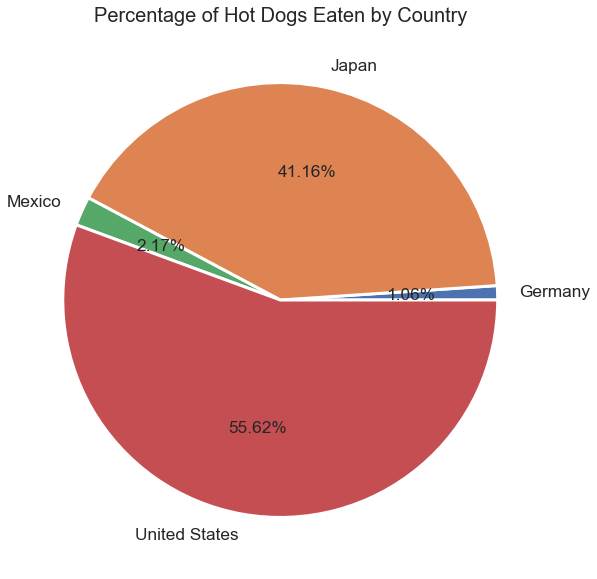 Percentage of Hot Dogs Eaten by Country
Japan
41.16%
Mexico
2.17%
1.06%
Germany
55.62%
United States